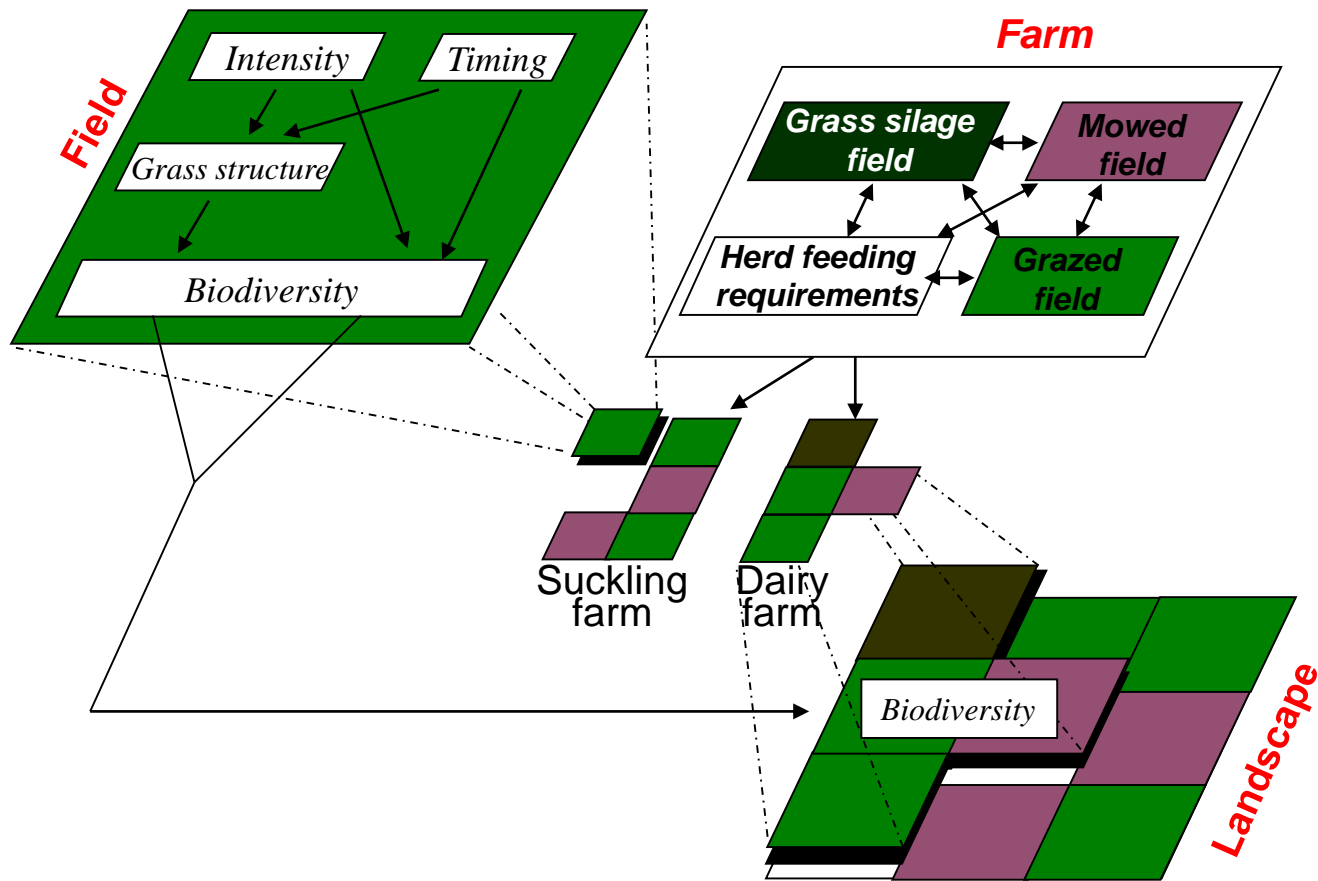 Field
Intensity
Timing
Grass structure
Biodiversity
Farm
Grass silage
field
Mowed
field
Herd feeding
requirements
Grazed
field
Suckling
farm
Dairy
farm
Biodiversity
Landscape